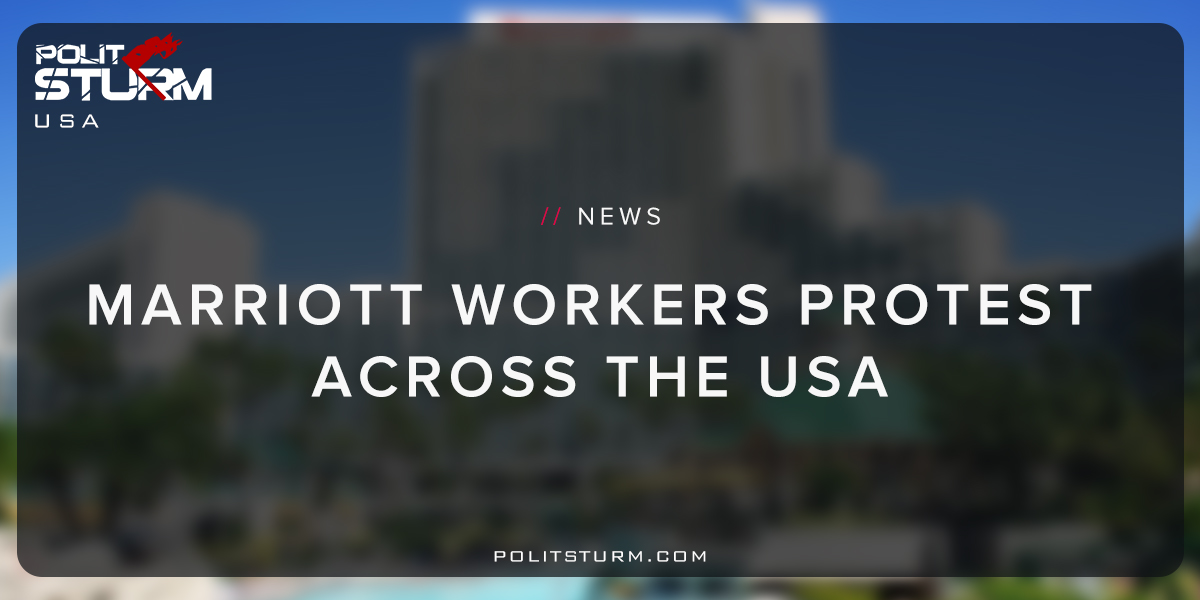 POLIT
STURM
USA
// NEWS
MARRIOTT WORKERS PROTEST
ACROSS THE USA
POLITSTURM.COM